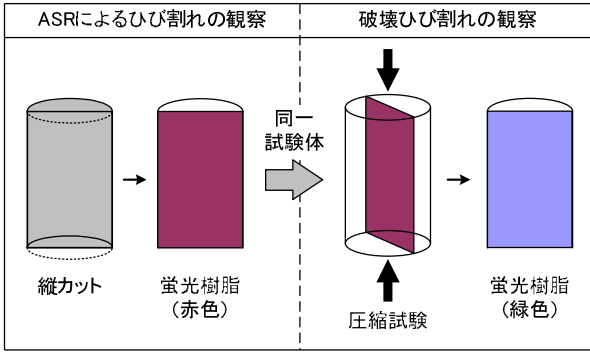 ASRによるひび割れの観察
破壊ひび割れの観察
同一
試験体
縦カット
蛍光樹脂
(赤色)
圧縮試験
蛍光樹脂
(緑色)